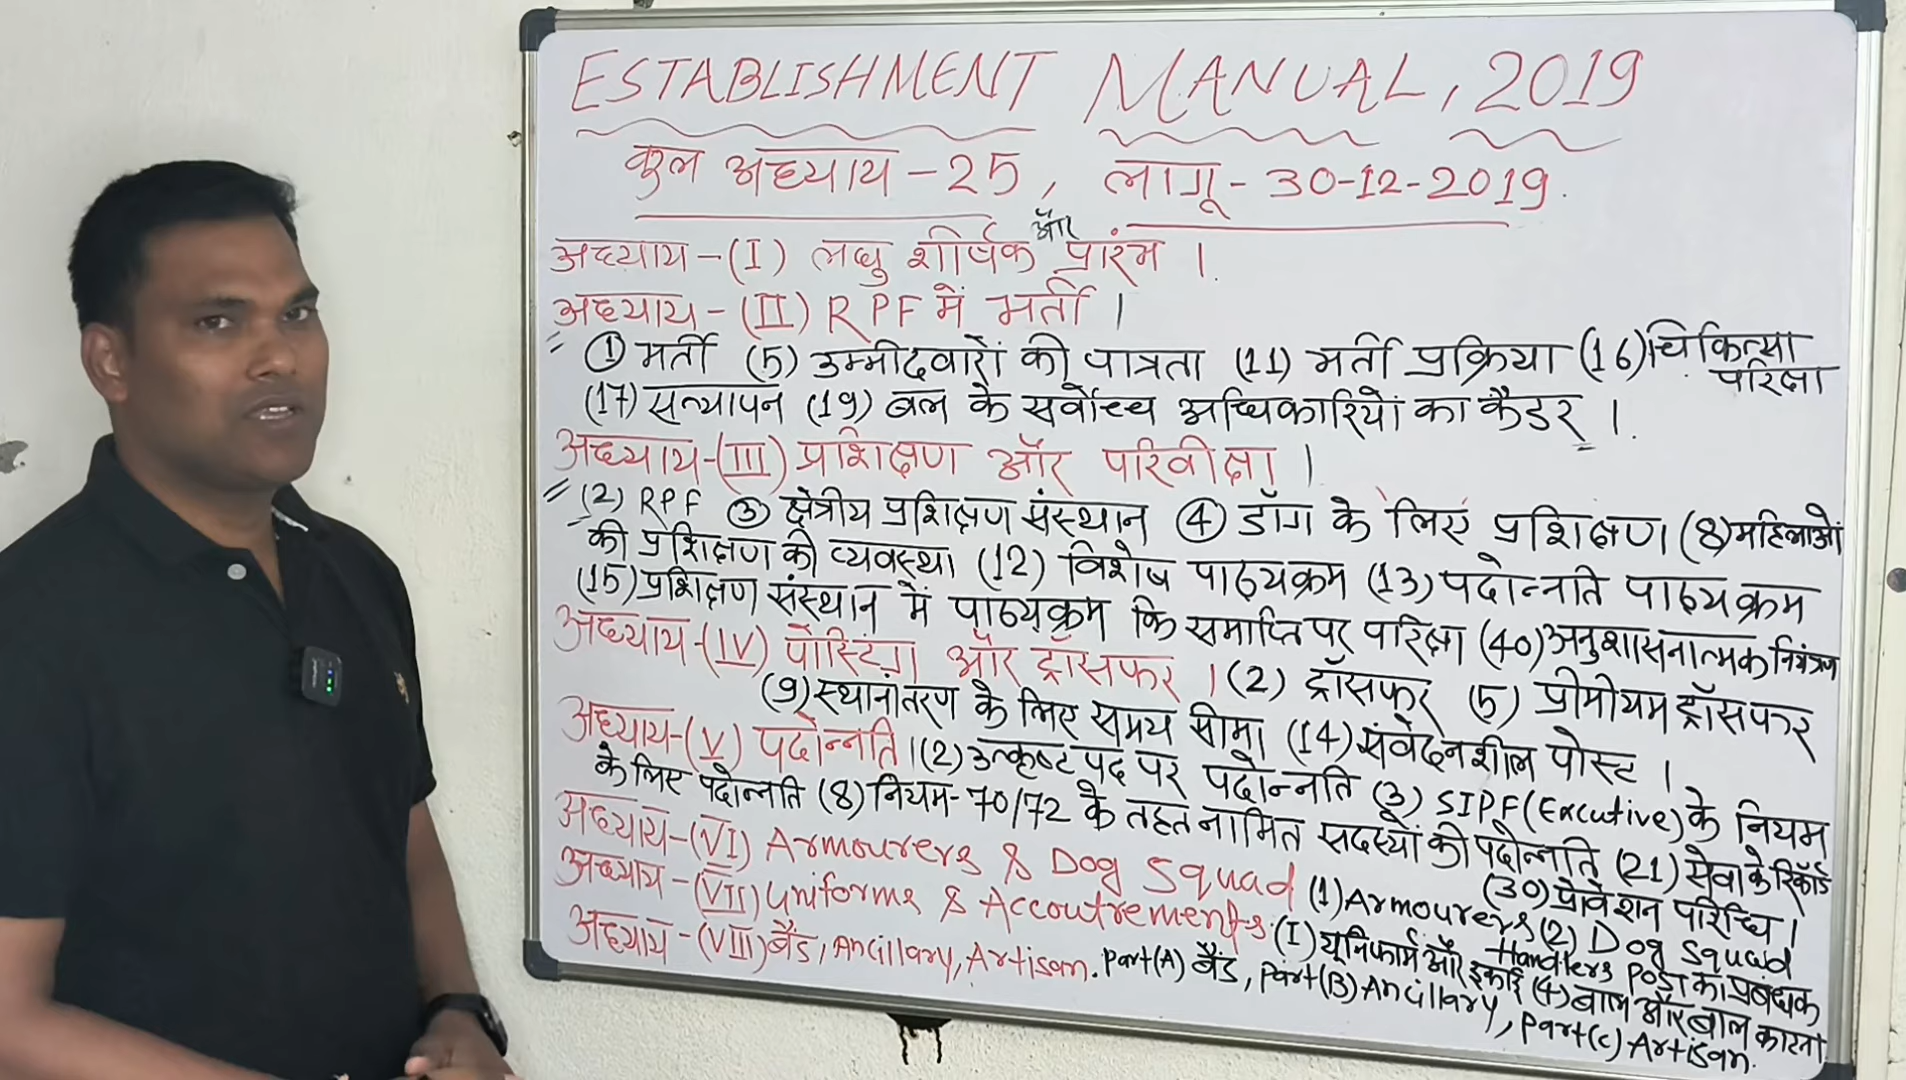 ESTABLISHMENT MANUAL, 2019
कुल अध्याय - 25, लागू - 30-12-2019.
अध्याय - (I) लघु शीर्षक और प्रारंभ ।
अध्याय - (II) RPF में भर्ती ।
① भर्ती (5) उम्मीदवारों की पात्रता (11) भर्ती प्रक्रिया (16) चिकित्सा परिक्षा
(17) सत्यापन (19) बल के सर्वोच्च अधिकारियों का कैडर ।
अध्याय - (III) प्रशिक्षण और परिवीक्षा ।
(2) RPF ③ क्षेत्रीय प्रशिक्षण संस्थान ④ डॉग के लिए प्रशिक्षण। (8) महिलाओं
की प्रशिक्षण की व्यवस्था (12) विशेष पाठ्यक्रम (13) पदोन्नति पाठ्यक्रम
(15) प्रशिक्षण संस्थान में पाठ्यक्रम कि समाप्ति पर परिक्षा (40) अनुशासनात्मक नियंत्रण
अध्याय - (IV) पोस्टिंग और ट्रॉसफर । (2) ट्रॉसफर (5) प्रीमीयम ट्रॉसफर
(9) स्थानांतरण के लिए समय सीमा (14) संवेदनशील पोस्ट ।
अध्याय - (V) पदोन्नति । (2) उत्कृष्ट पद पर पदोन्नति (3) SIPF (Executive) के नियम
के लिए पदोन्नति (8) नियम - 70/72 के तहत नामित सदस्यों की पदोन्नति (21) सेवा के रिकॉर्ड
(30) प्रोवेशन परिधि ।
अध्याय - (VI) Armourers & Dog Squad (1) Armourers (2) Dog Squad
Handlers Post का प्रबंधक
अध्याय - (VII) Uniforms & Accoutrements. (I) यूनिफार्म और इकाई (4) बाल और बाल काटना
अध्याय - (VIII) बैंड, Ancillary, Artisan. Part (A) बैंड, Part (B) Ancillary, Part (C) Artisan.